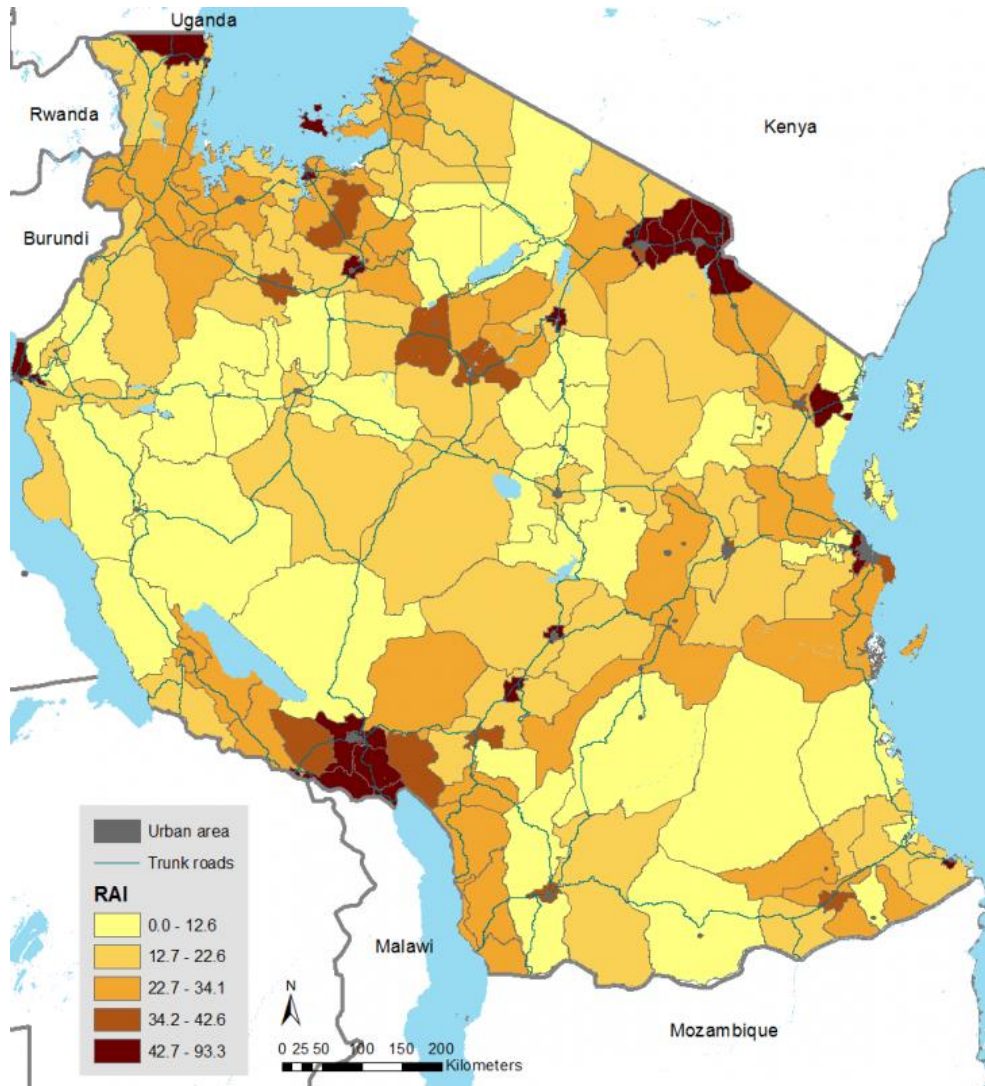 Uganda
Rwanda
Kenya
Burundi
Urban area
Trunk roads
RAI
0.0 - 12.6
12.7 - 22.6
22.7 - 34.1
34.2 - 42.6
42.7 - 93.3
Malawi
N
Mozambique
0 25 50 100 150 200
Kilometers